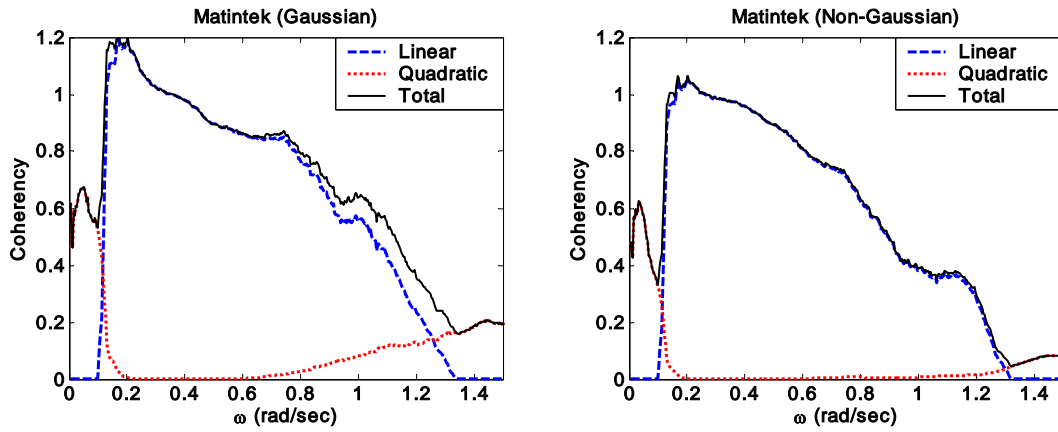 Matintek (Gaussian)
1.2
1
0.8
0.6
0.4
0.2
0
Coherency
0 0.2 0.4 0.6 0.8 1 1.2 1.4
ω (rad/sec)
Linear
Quadratic
Total
Matintek (Non-Gaussian)
1.2
1
0.8
0.6
0.4
0.2
0
Coherency
0 0.2 0.4 0.6 0.8 1 1.2 1.4
ω (rad/sec)
Linear
Quadratic
Total